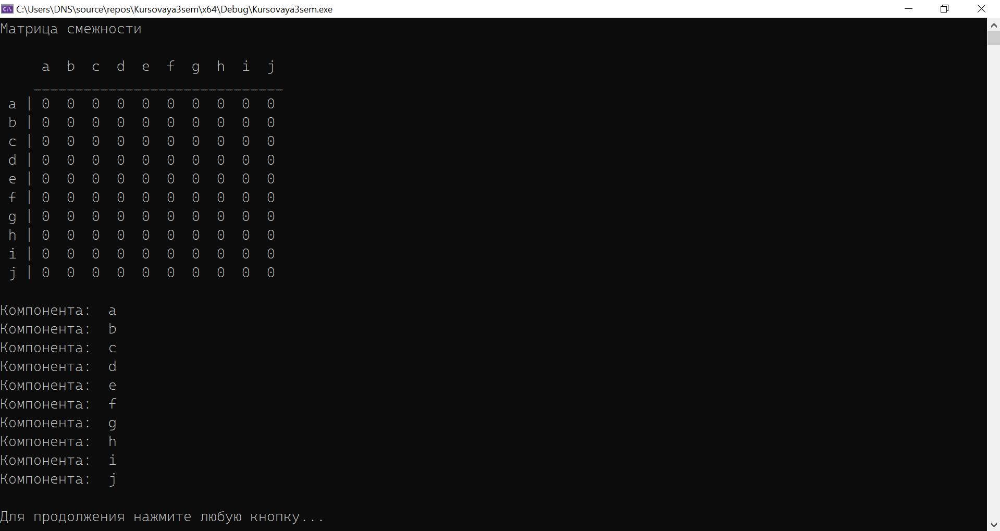 C:\Users\DNS\source\repos\Kursovaya3sem\x64\Debug\Kursovaya3sem.exe
Матрица смежности
a b c d e f g h i j
______________________________
a | 0 0 0 0 0 0 0 0 0 0
b | 0 0 0 0 0 0 0 0 0 0
c | 0 0 0 0 0 0 0 0 0 0
d | 0 0 0 0 0 0 0 0 0 0
e | 0 0 0 0 0 0 0 0 0 0
f | 0 0 0 0 0 0 0 0 0 0
g | 0 0 0 0 0 0 0 0 0 0
h | 0 0 0 0 0 0 0 0 0 0
i | 0 0 0 0 0 0 0 0 0 0
j | 0 0 0 0 0 0 0 0 0 0
Компонента: a
Компонента: b
Компонента: c
Компонента: d
Компонента: e
Компонента: f
Компонента: g
Компонента: h
Компонента: i
Компонента: j
Для продолжения нажмите любую кнопку...